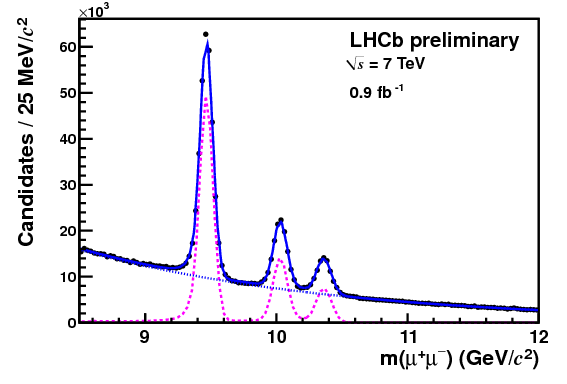 ×10³
LHCb preliminary
√s = 7 TeV
0.9 fb⁻¹
Candidates / 25 MeV/c²
60
50
40
30
20
10
0
9
10
11
12
m(μ⁺μ⁻) (GeV/c²)